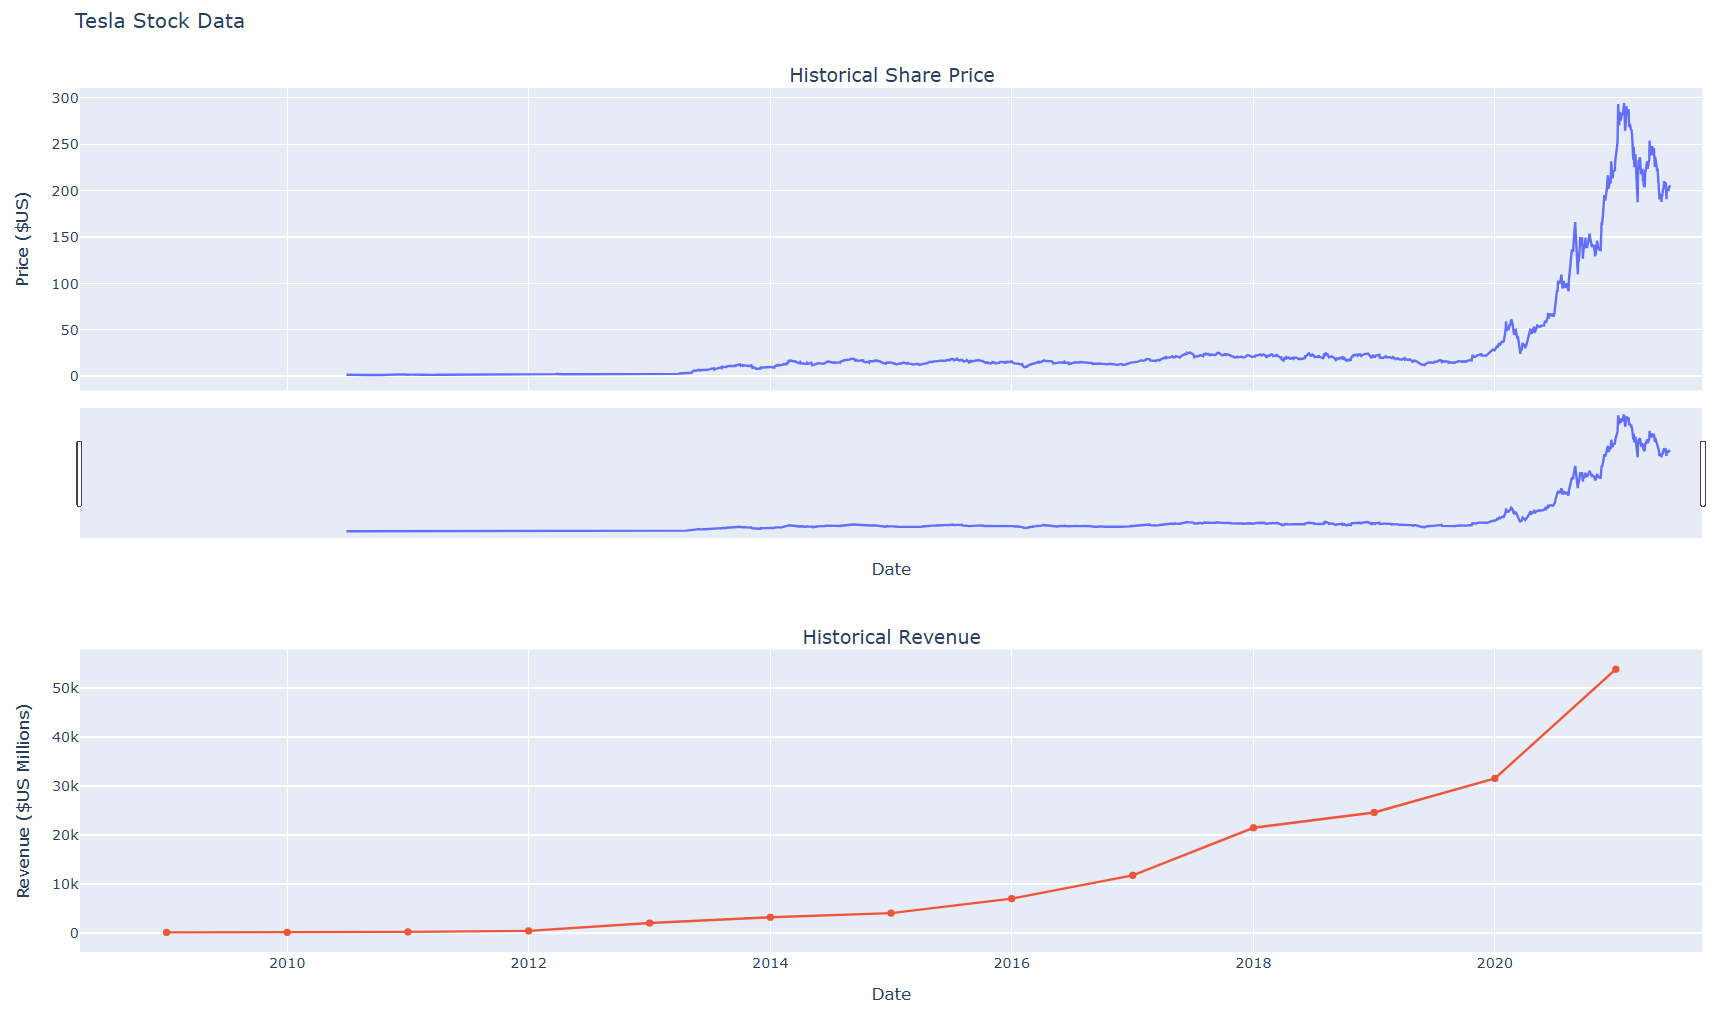 Tesla Stock Data
Historical Share Price
300
250
200
150
100
50
0
Price ($US)
Date
Historical Revenue
50k
40k
30k
20k
10k
0
Revenue ($US Millions)
2010 2012 2014 2016 2018 2020
Date